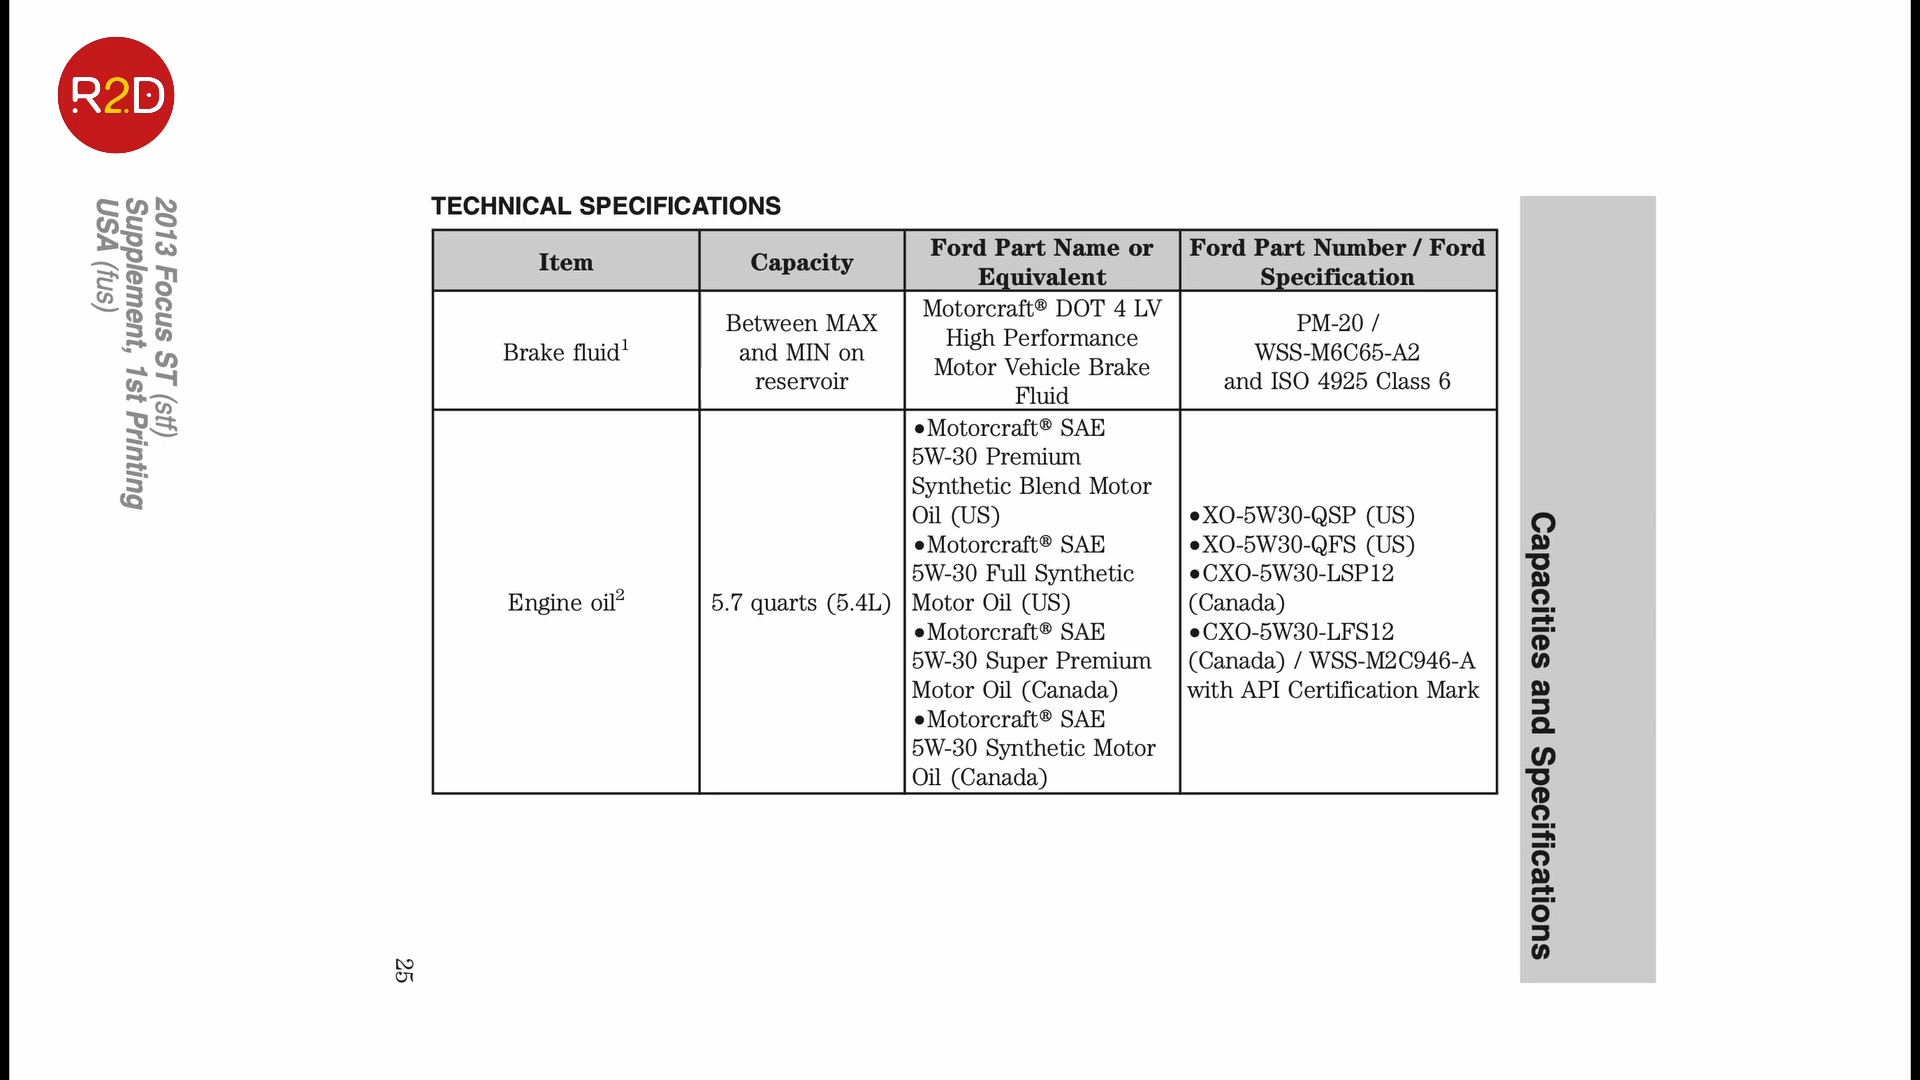 R2D
2013 Focus ST (stf)
Supplement, 1st Printing
USA (fus)
TECHNICAL SPECIFICATIONS
Item
Capacity
Ford Part Name or
Equivalent
Ford Part Number / Ford
Specification
Brake fluid1
Between MAX
and MIN on
reservoir
Motorcraft® DOT 4 LV
High Performance
Motor Vehicle Brake
Fluid
PM-20 /
WSS-M6C65-A2
and ISO 4925 Class 6
Engine oil2
5.7 quarts (5.4L)
•Motorcraft® SAE
5W-30 Premium
Synthetic Blend Motor
Oil (US)
•Motorcraft® SAE
5W-30 Full Synthetic
Motor Oil (US)
•Motorcraft® SAE
5W-30 Super Premium
Motor Oil (Canada)
•Motorcraft® SAE
5W-30 Synthetic Motor
Oil (Canada)
•XO-5W30-QSP (US)
•XO-5W30-QFS (US)
•CXO-5W30-LSP12
(Canada)
•CXO-5W30-LFS12
(Canada) / WSS-M2C946-A
with API Certification Mark
Capacities and Specifications
25